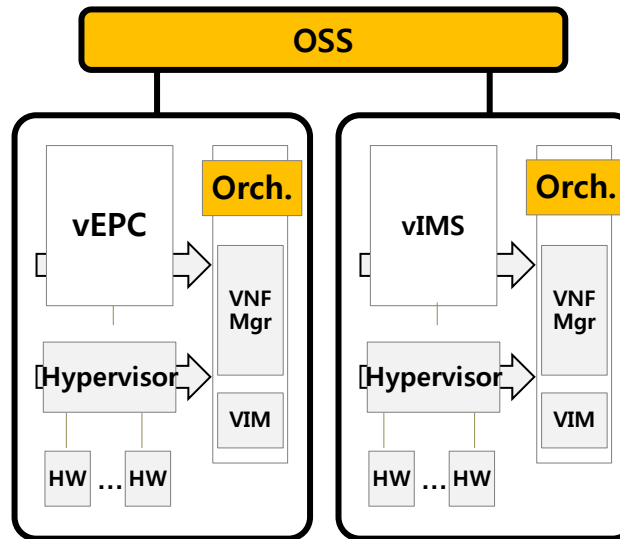 OSS
vEPC
Orch.
VNF
Mgr
Hypervisor
VIM
HW ... HW
vIMS
Orch.
VNF
Mgr
Hypervisor
VIM
HW ... HW